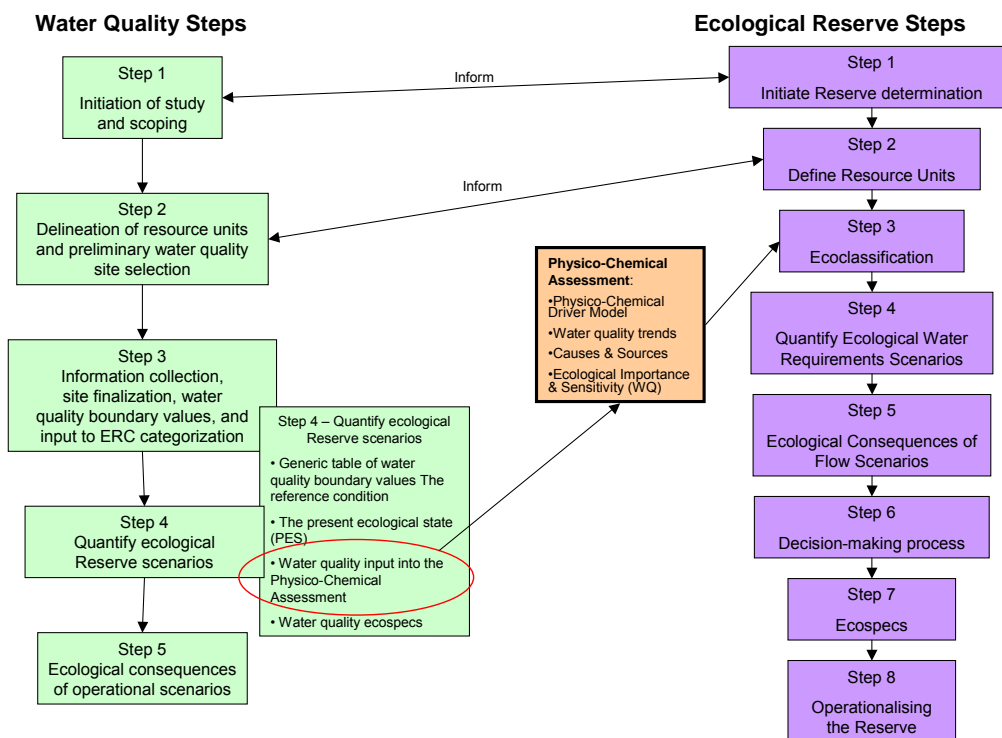 Water Quality Steps
Step 1
Initiation of study
and scoping
Step 2
Delineation of resource units
and preliminary water quality
site selection
Step 3
Information collection,
site finalization, water
quality boundary values, and
input to ERC categorization
Step 4
Quantify ecological
Reserve scenarios
Step 5
Ecological consequences
of operational scenarios
Step 4 – Quantify ecological
Reserve scenarios
• Generic table of water
quality boundary values The
reference condition
• The present ecological state
(PES)
• Water quality input into the
Physico-Chemical
Assessment
• Water quality ecospecs
Inform
Inform
Physico-Chemical
Assessment:
•Physico-Chemical
Driver Model
•Water quality trends
•Causes & Sources
•Ecological Importance
& Sensitivity (WQ)
Ecological Reserve Steps
Step 1
Initiate Reserve determination
Step 2
Define Resource Units
Step 3
Ecoclassification
Step 4
Quantify Ecological Water
Requirements Scenarios
Step 5
Ecological Consequences of
Flow Scenarios
Step 6
Decision-making process
Step 7
Ecospecs
Step 8
Operationalising
the Reserve